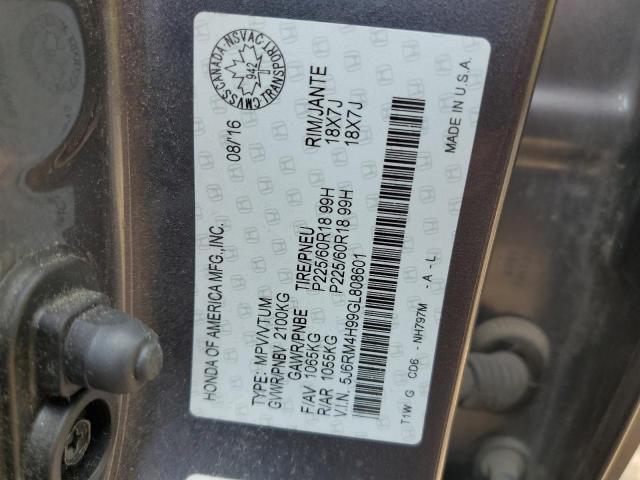 HONDA OF AMERICA MFG.,INC. 08/16
CMVSS CANADA NSVAC TRANSPORT
942
TYPE: MPV/VTUM
GVWR/PNBV 2100KG
GAWR/PNBE TIRE/PNEU RIM/JANTE
F/AV 1065KG P225/60R18 99H 18X7J
R/AR 1055KG P225/60R18 99H 18X7J
V.I.N. 5J6RM4H99GL808601
T1W G CD6 - NH797M - A - L MADE IN U.S.A.